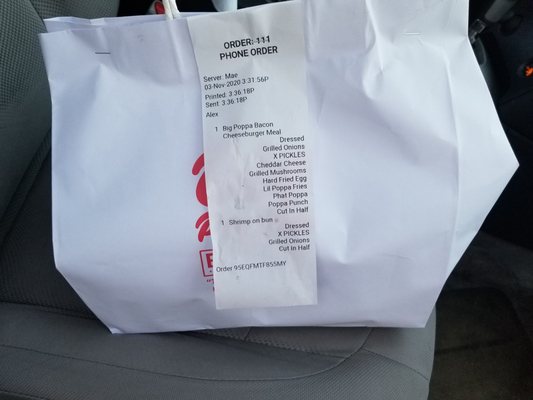 ORDER: 111
PHONE ORDER
Server: Mae
03-Nov-2020 3:31:56P
Printed: 3:36:18P
Sent: 3:36:18P
Alex
1 Big Poppa Bacon
Cheeseburger Meal
Dressed
Grilled Onions
X PICKLES
Cheddar Cheese
Grilled Mushrooms
Hard Fried Egg
Lil Poppa Fries
Phat Poppa
Poppa Punch
Cut In Half
1 Shrimp on bun
Dressed
X PICKLES
Grilled Onions
Cut In Half
Order 95EQFMTF855MY